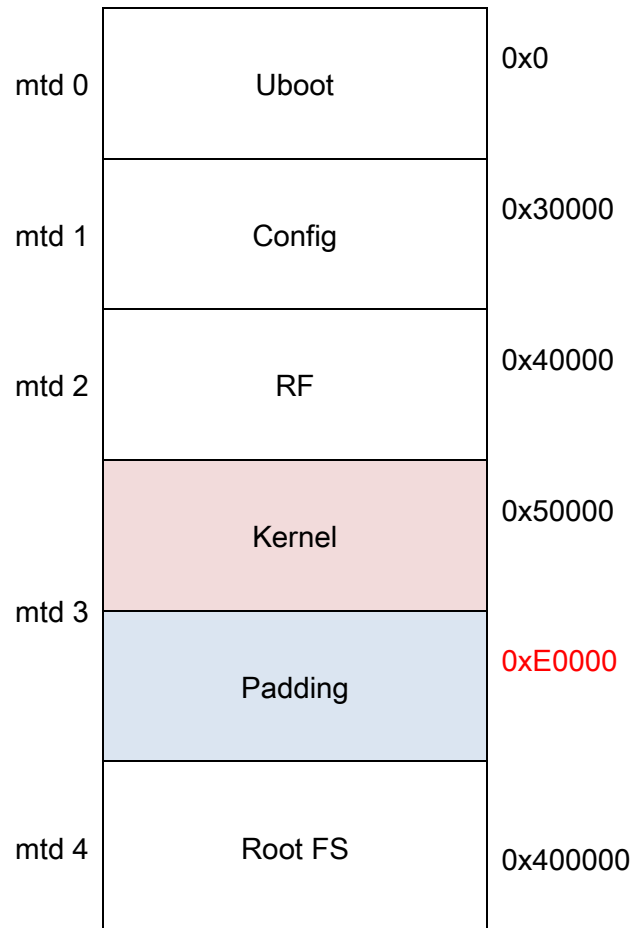 mtd 0
Uboot
0x0
mtd 1
Config
0x30000
mtd 2
RF
0x40000
mtd 3
Kernel
0x50000
Padding
0xE0000
mtd 4
Root FS
0x400000